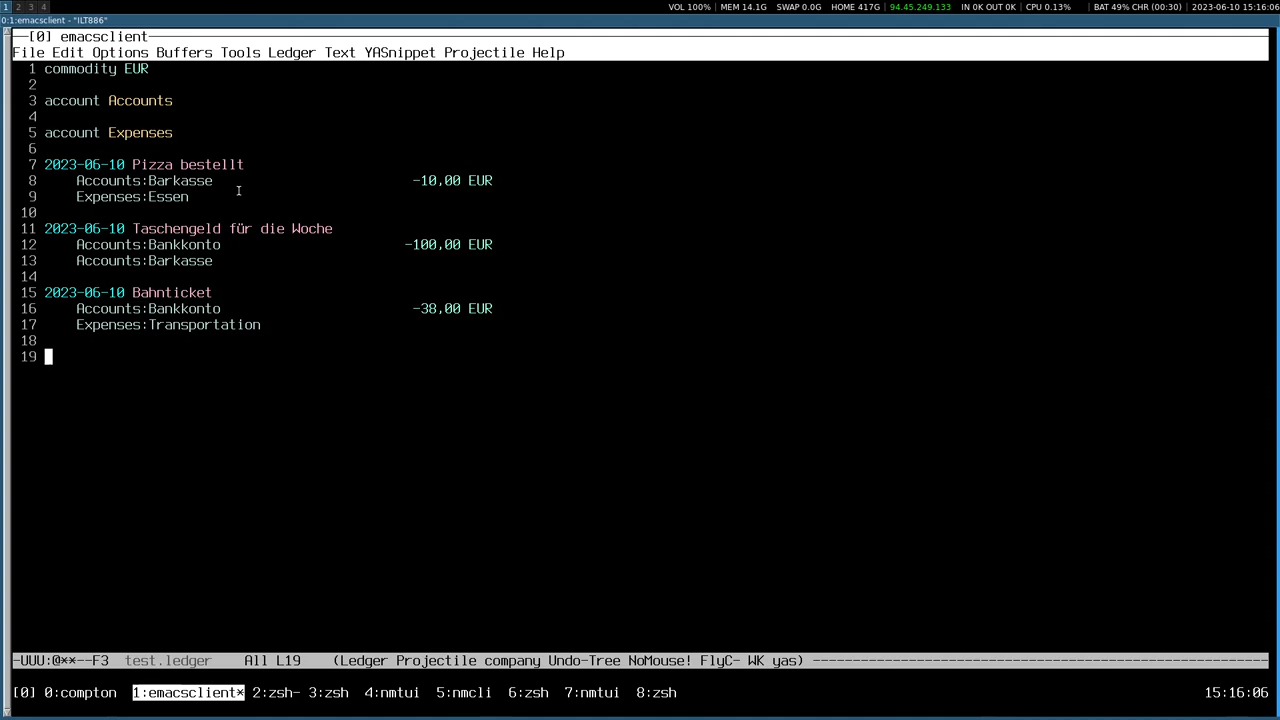 1 2 3 4 VOL 100% MEM 14.1G SWAP 0.0G HOME 417G 94.45.249.133 IN 0K OUT 0K CPU 0.13% BAT 49% CHR (00:30) 2023-06-10 15:16:06
0:1:emacsclient - "ILT886"
[0] emacsclient
File Edit Options Buffers Tools Ledger Text YASnippet Projectile Help
1 commodity EUR
2
3 account Accounts
4
5 account Expenses
6
7 2023-06-10 Pizza bestellt
8 Accounts:Barkasse -10,00 EUR
9 Expenses:Essen
10
11 2023-06-10 Taschengeld für die Woche
12 Accounts:Bankkonto -100,00 EUR
13 Accounts:Barkasse
14
15 2023-06-10 Bahnticket
16 Accounts:Bankkonto -38,00 EUR
17 Expenses:Transportation
18
19
-UUU:@**--F3 test.ledger All L19 (Ledger Projectile company Undo-Tree NoMouse! FlyC- WK yas) ---------------------------------------------------------
[0] 0:compton 1:emacsclient* 2:zsh- 3:zsh 4:nmtui 5:nmcli 6:zsh 7:nmtui 8:zsh 15:16:06